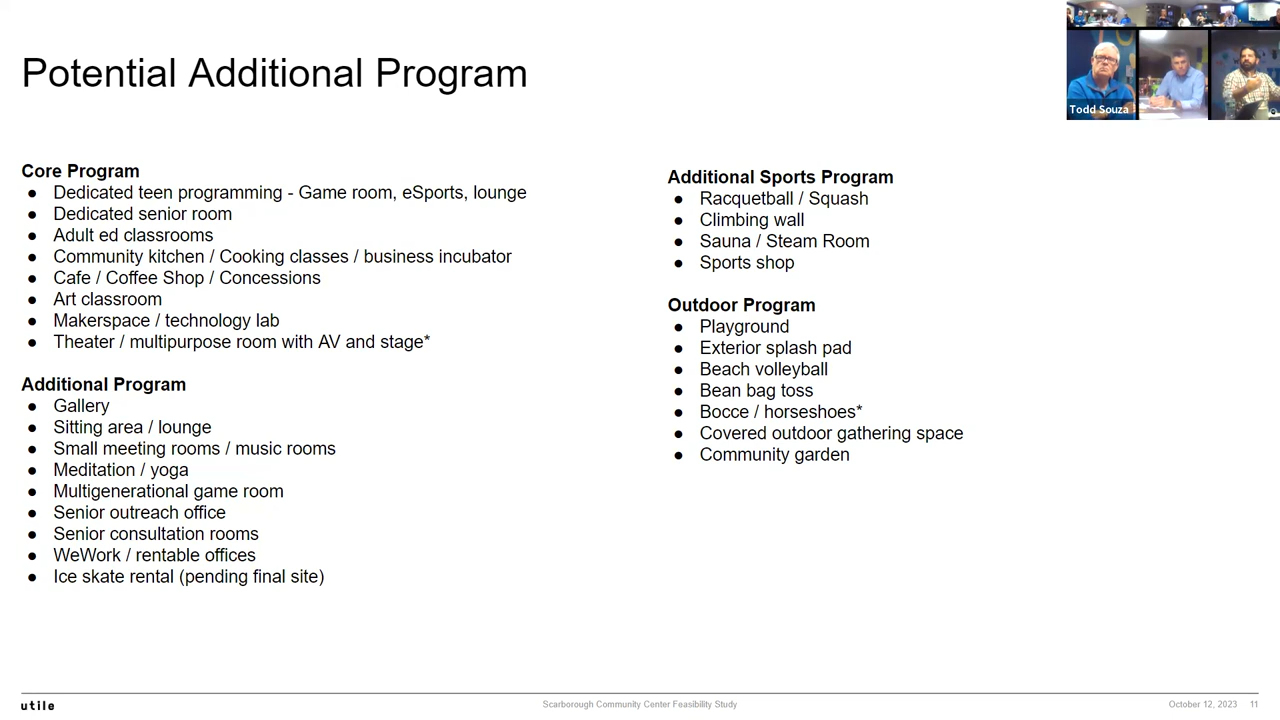 Potential Additional Program
Todd Souza
Core Program
● Dedicated teen programming - Game room, eSports, lounge
● Dedicated senior room
● Adult ed classrooms
● Community kitchen / Cooking classes / business incubator
● Cafe / Coffee Shop / Concessions
● Art classroom
● Makerspace / technology lab
● Theater / multipurpose room with AV and stage*
Additional Program
● Gallery
● Sitting area / lounge
● Small meeting rooms / music rooms
● Meditation / yoga
● Multigenerational game room
● Senior outreach office
● Senior consultation rooms
● WeWork / rentable offices
● Ice skate rental (pending final site)
Additional Sports Program
● Racquetball / Squash
● Climbing wall
● Sauna / Steam Room
● Sports shop
Outdoor Program
● Playground
● Exterior splash pad
● Beach volleyball
● Bean bag toss
● Bocce / horseshoes*
● Covered outdoor gathering space
● Community garden
utile
Scarborough Community Center Feasibility Study
October 12, 2023 11